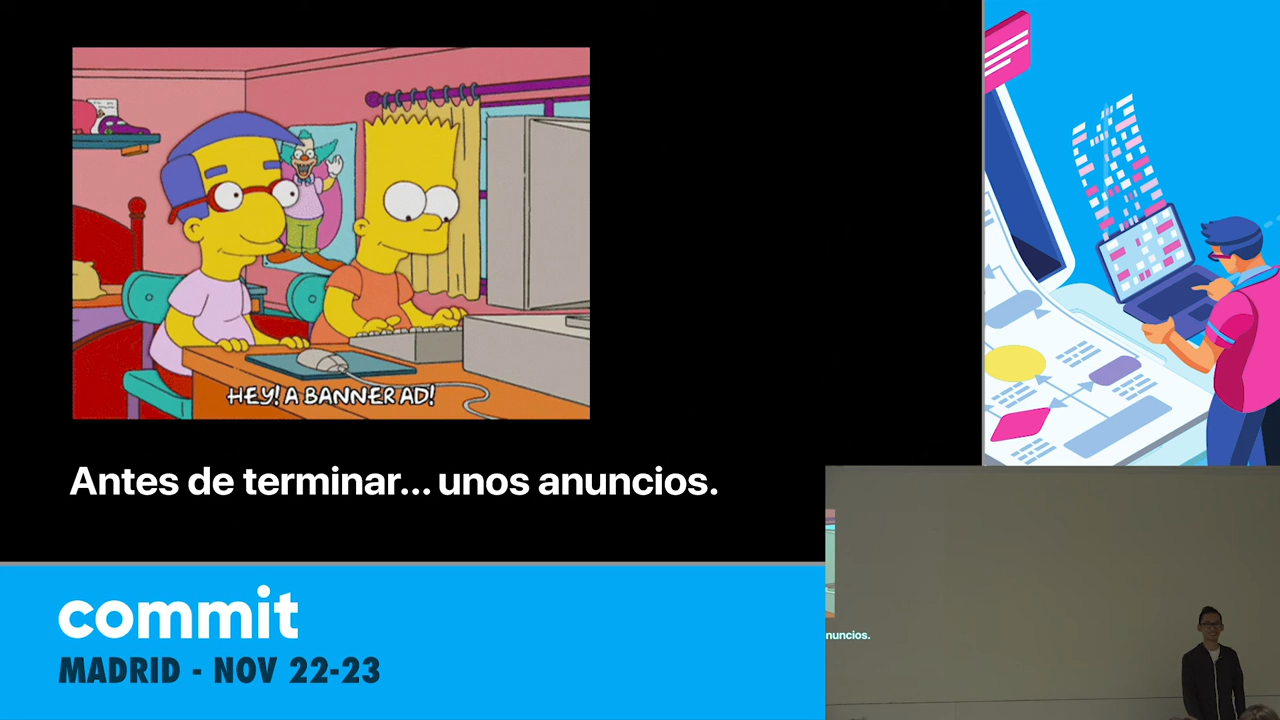 HEY! A BANNER AD!
Antes de terminar... unos anuncios.
commit
MADRID - NOV 22-23
nuncios.